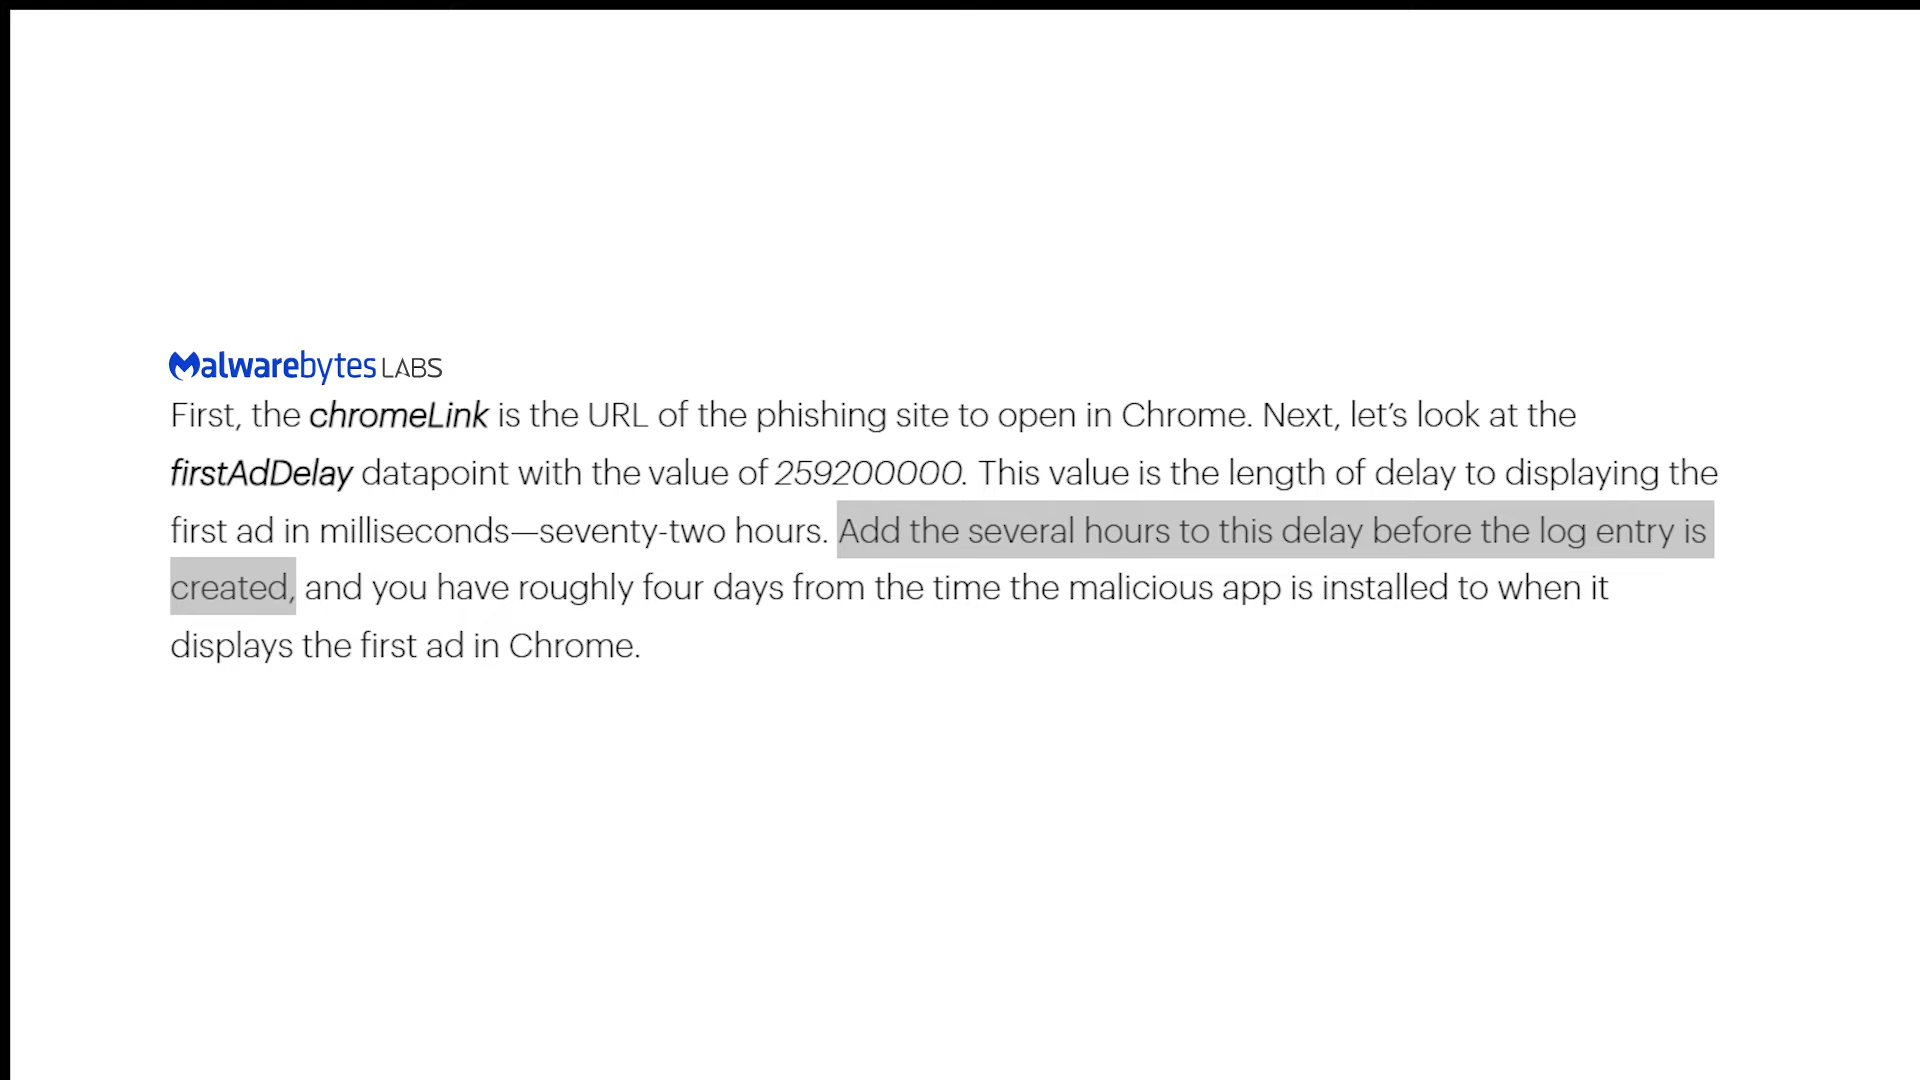 Malwarebytes LABS
First, the chromeLink is the URL of the phishing site to open in Chrome. Next, let’s look at the
firstAdDelay datapoint with the value of 259200000. This value is the length of delay to displaying the
first ad in milliseconds—seventy-two hours. Add the several hours to this delay before the log entry is
created, and you have roughly four days from the time the malicious app is installed to when it
displays the first ad in Chrome.